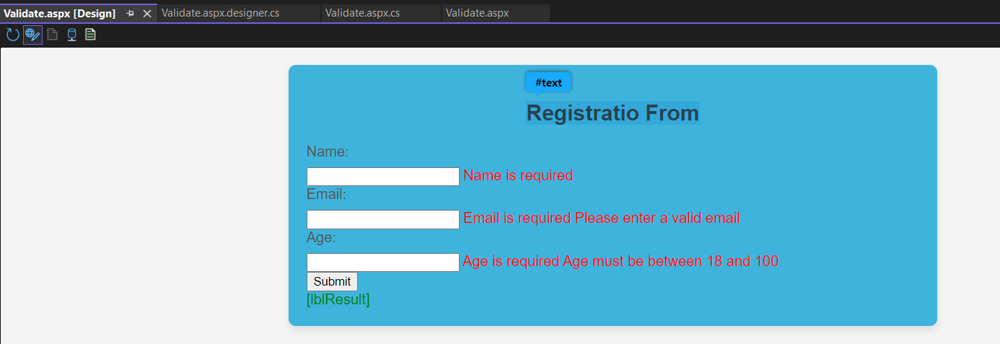 Validate.aspx [Design] Validate.aspx.designer.cs Validate.aspx.cs Validate.aspx
#text
Registratio From
Name:
Name is required
Email:
Email is required Please enter a valid email
Age:
Age is required Age must be between 18 and 100
Submit
[lblResult]